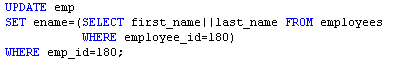 UPDATE emp
SET ename=(SELECT first_name||last_name FROM employees
WHERE employee_id=180)
WHERE emp_id=180;